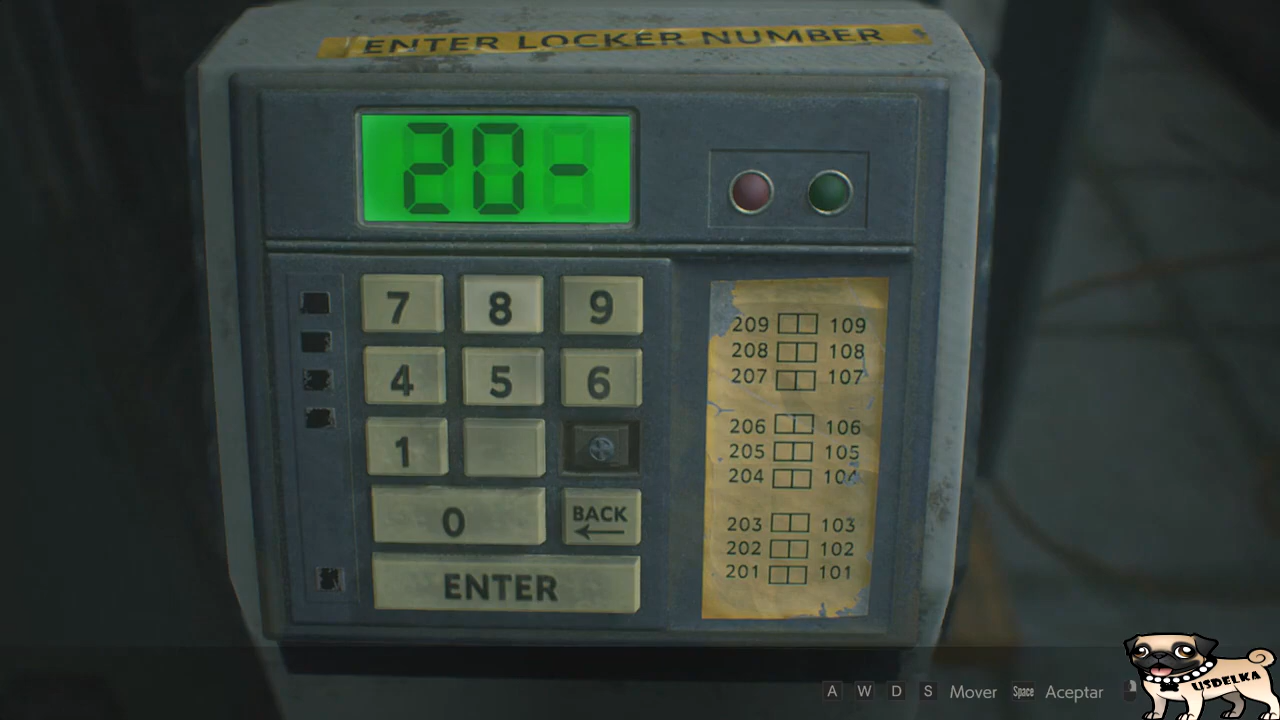 ENTER LOCKER NUMBER
20-
7 8 9
4 5 6
1
0 BACK
ENTER
209 109
208 108
207 107
206 106
205 105
204 104
203 103
202 102
201 101
A W D S Mover Space Aceptar
USDELKA